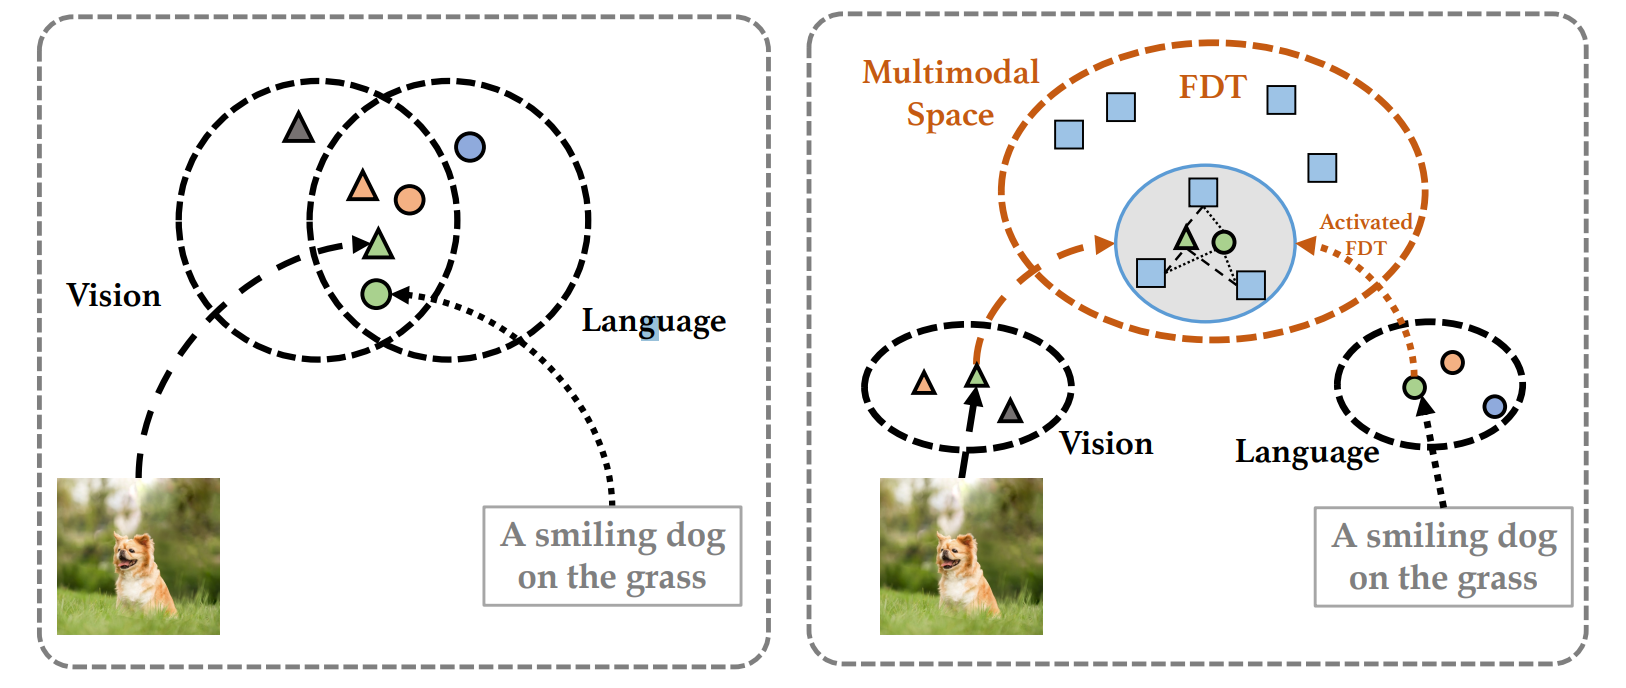 Vision
Language
A smiling dog
on the grass
Multimodal
Space
FDT
Activated
FDT
Vision
Language
A smiling dog
on the grass